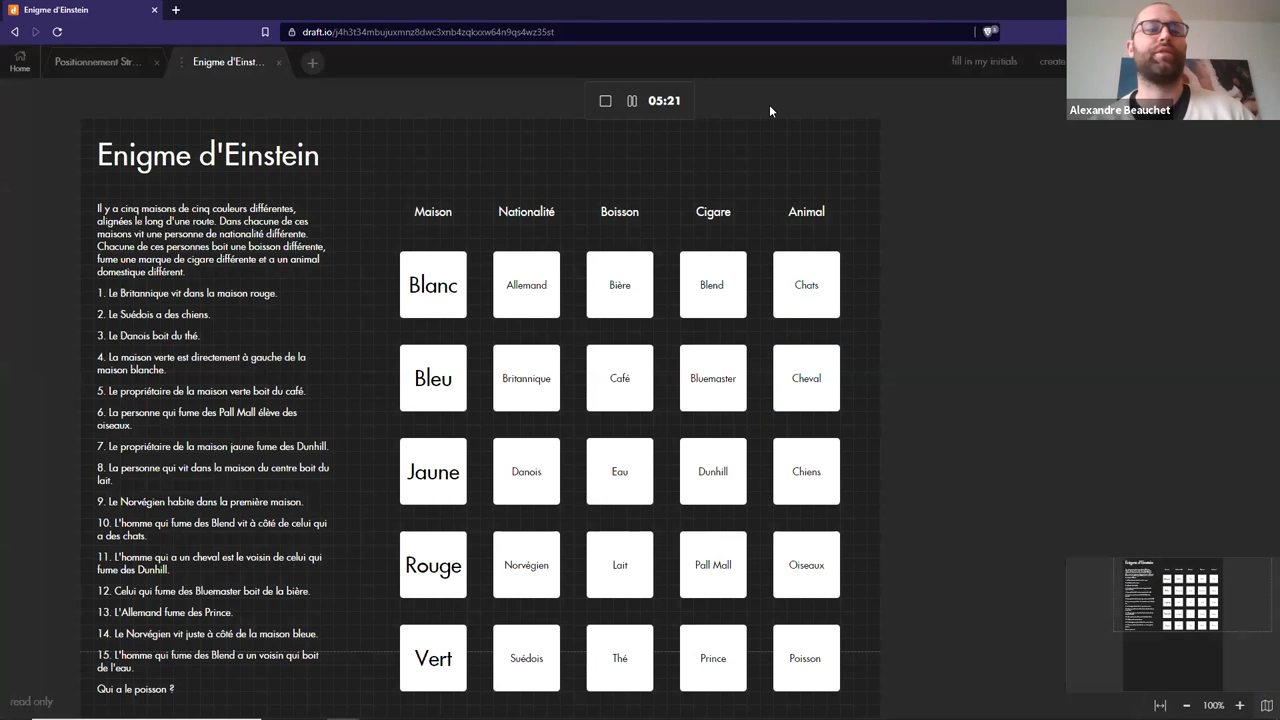 Enigme d'Einstein
draft.io/j4h3t34mbujuxmnz8dwc3xnb4zqkxxw64n9qs4wz35st
Home
Positionnement Str...
Enigme d'Einst...
fill in my initials
create
Alexandre Beauchet
05:21
Enigme d'Einstein
Il y a cinq maisons de cinq couleurs différentes,
alignées le long d'une route. Dans chacune de ces
maisons vit une personne de nationalité différente.
Chacune de ces personnes boit une boisson différente,
fume une marque de cigare différente et a un animal
domestique différent.
1. Le Britannique vit dans la maison rouge.
2. Le Suédois a des chiens.
3. Le Danois boit du thé.
4. La maison verte est directement à gauche de la
maison blanche.
5. Le propriétaire de la maison verte boit du café.
6. La personne qui fume des Pall Mall élève des
oiseaux.
7. Le propriétaire de la maison jaune fume des Dunhill.
8. La personne qui vit dans la maison du centre boit du
lait.
9. Le Norvégien habite dans la première maison.
10. L'homme qui fume des Blend vit à côté de celui qui
a des chats.
11. L'homme qui a un cheval est le voisin de celui qui
fume des Dunhill.
12. Celui qui fume des Bluemaster boit de la bière.
13. L'Allemand fume des Prince.
14. Le Norvégien vit juste à côté de la maison bleue.
15. L'homme qui fume des Blend a un voisin qui boit
de l'eau.
Qui a le poisson ?
Maison Nationalité Boisson Cigare Animal
Blanc Allemand Bière Blend Chats
Bleu Britannique Café Bluemaster Cheval
Jaune Danois Eau Dunhill Chiens
Rouge Norvégien Lait Pall Mall Oiseaux
Vert Suédois Thé Prince Poisson
read only
100%